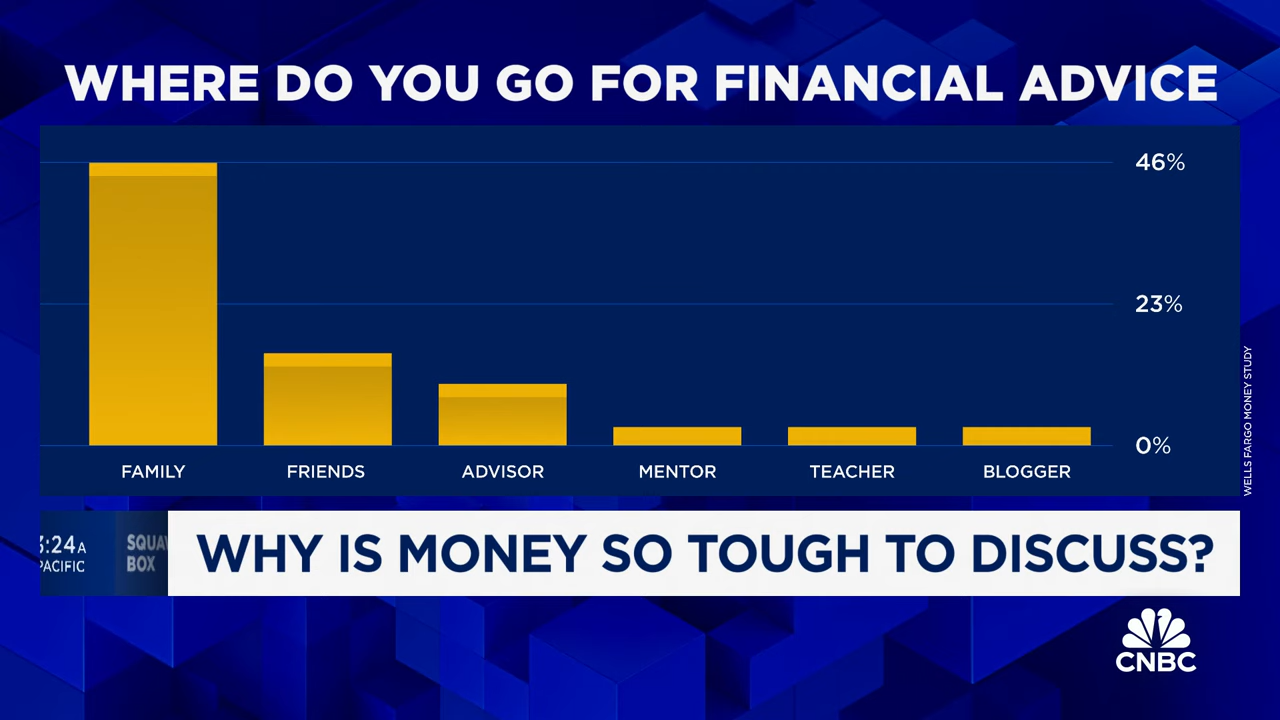 WHERE DO YOU GO FOR FINANCIAL ADVICE
46%
23%
0%
FAMILY FRIENDS ADVISOR MENTOR TEACHER BLOGGER
WELLS FARGO MONEY STUDY
:24A
PACIFIC
BOX
WHY IS MONEY SO TOUGH TO DISCUSS?
CNBC